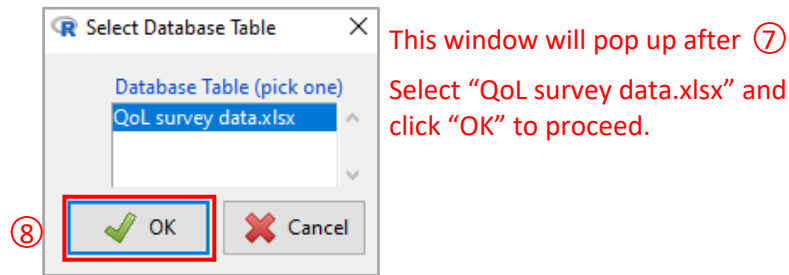 Select Database Table
This window will pop up after ⑦
Database Table (pick one)
Select “QoL survey data.xlsx” and
QoL survey data.xlsx
click “OK” to proceed.
⑧
OK
Cancel